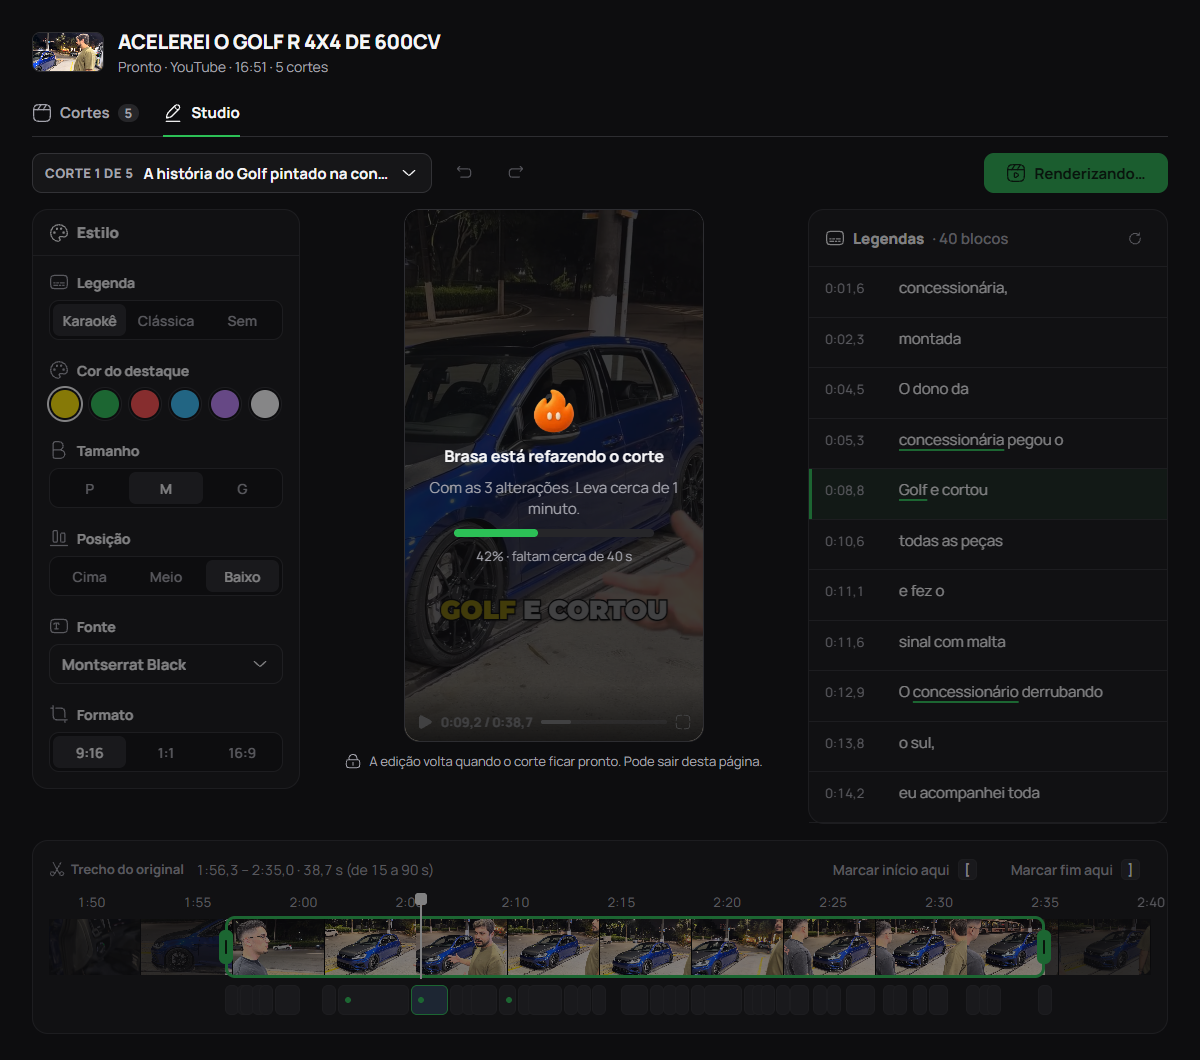 ACELEREI O GOLF R 4X4 DE 600CV
Pronto · YouTube · 16:51 · 5 cortes
Cortes 5
Studio
CORTE 1 DE 5 A história do Golf pintado na con...
Renderizando...
Estilo
Legenda
Karaokê Clássica Sem
Cor do destaque
Tamanho
P M G
Posição
Cima Meio Baixo
Fonte
Montserrat Black
Formato
9:16 1:1 16:9
Brasa está refazendo o corte
Com as 3 alterações. Leva cerca de 1
minuto.
42% · faltam cerca de 40 s
GOLF E CORTOU
0:09,2 / 0:38,7
A edição volta quando o corte ficar pronto. Pode sair desta página.
Legendas · 40 blocos
0:01,6 concessionária,
0:02,3 montada
0:04,5 O dono da
0:05,3 concessionária pegou o
0:08,8 Golf e cortou
0:10,6 todas as peças
0:11,1 e fez o
0:11,6 sinal com malta
0:12,9 O concessionário derrubando
0:13,8 o sul,
0:14,2 eu acompanhei toda
Trecho do original 1:56,3 – 2:35,0 · 38,7 s (de 15 a 90 s)
Marcar início aqui [
Marcar fim aqui ]
1:50 1:55 2:00 2:0 2:10 2:15 2:20 2:25 2:30 2:35 2:40